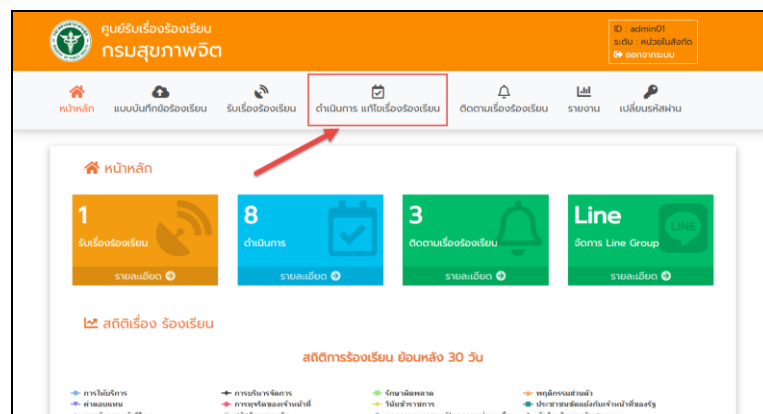 ศูนย์รับเรื่องร้องเรียน
กรมสุขภาพจิต
ID : admin01
ระดับ : หน่วยในสังกัด
ออกจากระบบ
หน้าหลัก แบบบันทึกข้อร้องเรียน รับเรื่องร้องเรียน ดำเนินการ แก้ไขเรื่องร้องเรียน ติดตามเรื่องร้องเรียน รายงาน เปลี่ยนรหัสผ่าน
หน้าหลัก
1 8 3 Line
รับเรื่องร้องเรียน ดำเนินการ ติดตามเรื่องร้องเรียน จัดการ Line Group
LINE
รายละเอียด รายละเอียด รายละเอียด รายละเอียด
สถิติเรื่อง ร้องเรียน
สถิติการร้องเรียน ย้อนหลัง 30 วัน
การให้บริการ การบริหารจัดการ รักษาผิดพลาด พฤติกรรมส่วนตัว
ค่าตอบแทน การทุจริตของเจ้าหน้าที่ วินัยข้าราชการ ประชาชนขัดแย้งกับเจ้าหน้าที่ของรัฐ